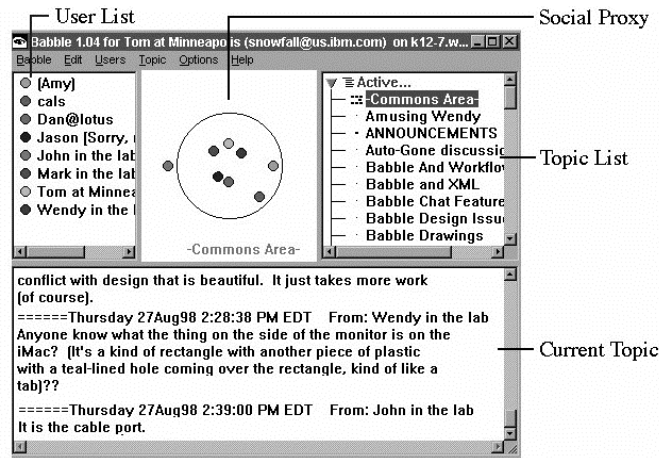 User List
Social Proxy
Babble 1.04 for Tom at Minneapolis (snowfall@us.ibm.com) on k12-7.w...
Babble Edit Users Topic Options Help
(Amy)
cals
Dan@lotus
Jason [Sorry,
John in the lab
Mark in the lab
Tom at Minnea
Wendy in the
-Commons Area-
Active...
-Commons Area-
Amusing Wendy
ANNOUNCEMENTS
Auto-Gone discussio
Babble And Workflow
Babble and XML
Babble Chat Feature
Babble Design Issu
Babble Drawings
Topic List
conflict with design that is beautiful. It just takes more work
(of course).
======Thursday 27Aug98 2:28:38 PM EDT From: Wendy in the lab
Anyone know what the thing on the side of the monitor is on the
iMac? (It's a kind of rectangle with another piece of plastic
with a teal-lined hole coming over the rectangle, kind of like a
tab)??
======Thursday 27Aug98 2:39:00 PM EDT From: John in the lab
It is the cable port.
Current Topic